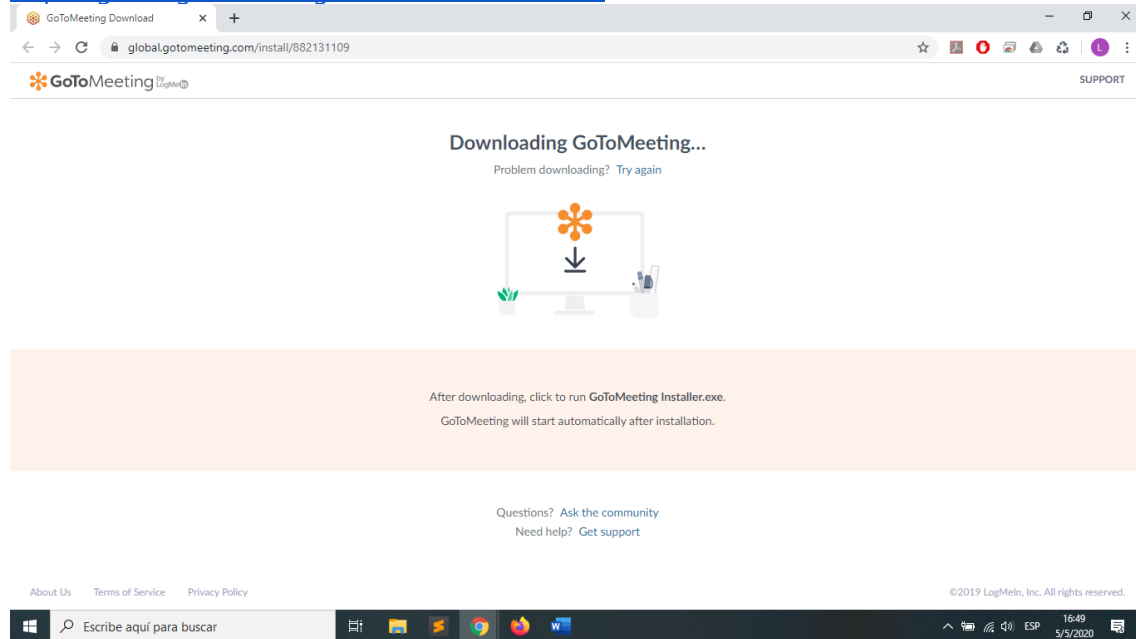 GoToMeeting Download
global.gotomeeting.com/install/882131109
L
GoToMeeting by LogMeIn
SUPPORT
Downloading GoToMeeting...
Problem downloading? Try again
After downloading, click to run GoToMeeting Installer.exe.
GoToMeeting will start automatically after installation.
Questions? Ask the community
Need help? Get support
About Us Terms of Service Privacy Policy
©2019 LogMeIn, Inc. All rights reserved.
Escribe aquí para buscar
ESP
16:49
5/5/2020